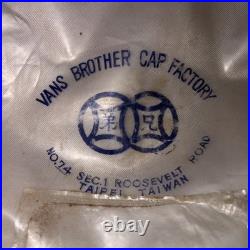 VANS BROTHER CAP FACTORY
弟兄
NO.74 SEC.1 ROOSEVELT ROAD
TAIPEI, TAIWAN